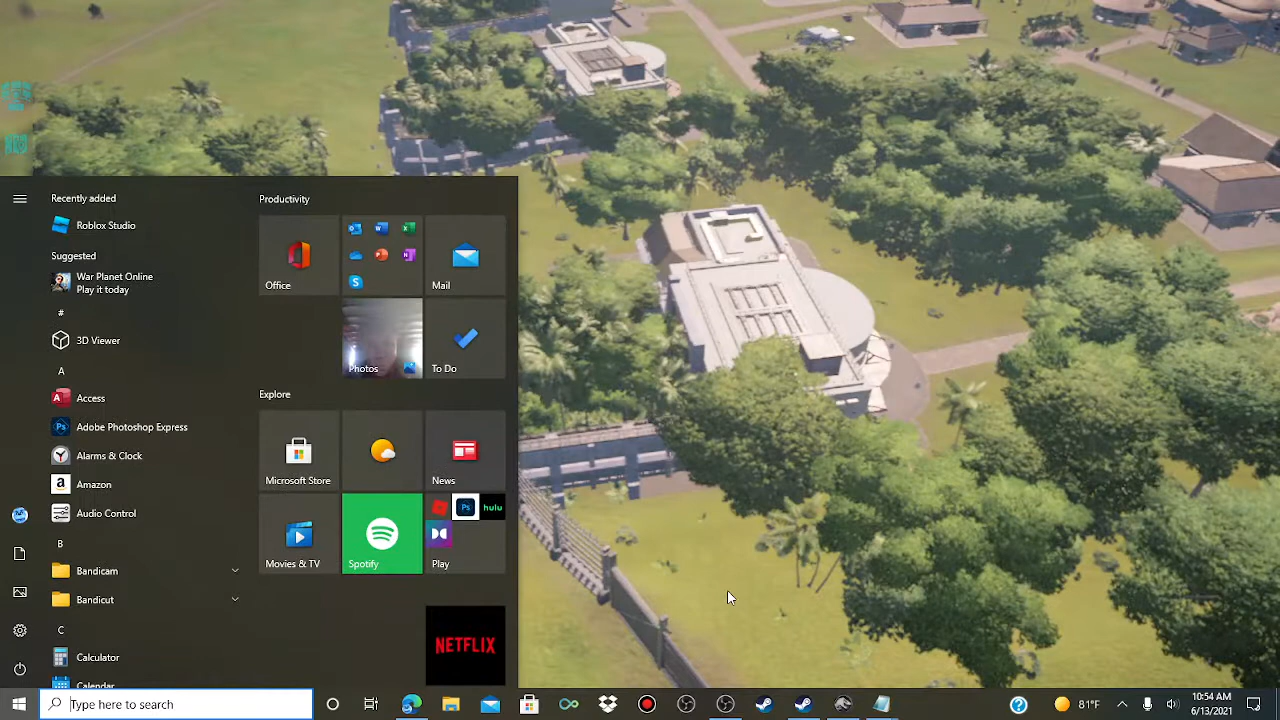 Recently added
Roblox Studio
Suggested
War Planet Online
Play it today
#
3D Viewer
A
Access
Adobe Photoshop Express
Alarms & Clock
Amazon
Audio Control
B
Bandicam
Bandicut
C
Calculator
Calendar
Productivity
Office
Mail
Photos
To Do
Explore
Microsoft Store
News
Movies & TV
Spotify
hulu
Play
NETFLIX
Type here to search
81°F
10:54 AM
6/13/2021